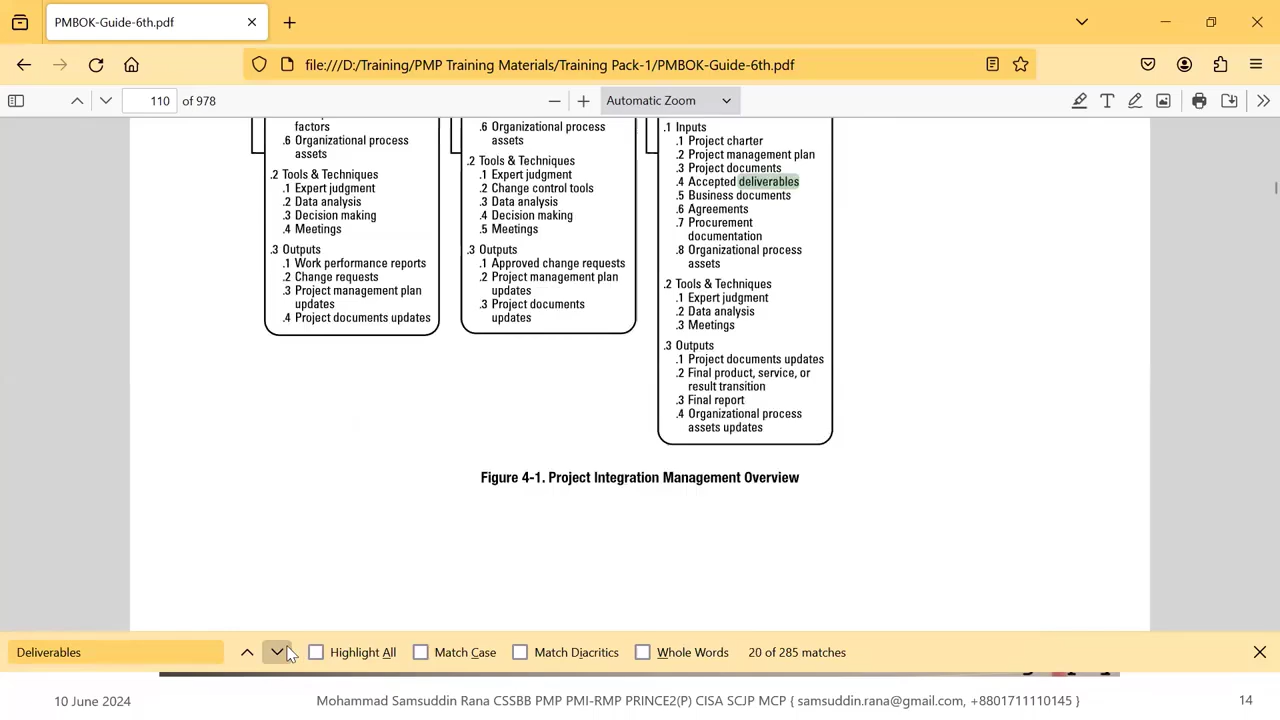 PMBOK-Guide-6th.pdf
file:///D:/Training/PMP Training Materials/Training Pack-1/PMBOK-Guide-6th.pdf
110 of 978
Automatic Zoom
factors
.6 Organizational process
assets
.2 Tools & Techniques
.1 Expert judgment
.2 Data analysis
.3 Decision making
.4 Meetings
.3 Outputs
.1 Work performance reports
.2 Change requests
.3 Project management plan
updates
.4 Project documents updates
.6 Organizational process
assets
.2 Tools & Techniques
.1 Expert judgment
.2 Change control tools
.3 Data analysis
.4 Decision making
.5 Meetings
.3 Outputs
.1 Approved change requests
.2 Project management plan
updates
.3 Project documents
updates
.1 Inputs
.1 Project charter
.2 Project management plan
.3 Project documents
.4 Accepted deliverables
.5 Business documents
.6 Agreements
.7 Procurement
documentation
.8 Organizational process
assets
.2 Tools & Techniques
.1 Expert judgment
.2 Data analysis
.3 Meetings
.3 Outputs
.1 Project documents updates
.2 Final product, service, or
result transition
.3 Final report
.4 Organizational process
assets updates
Figure 4-1. Project Integration Management Overview
Deliverables
Highlight All
Match Case
Match Diacritics
Whole Words
20 of 285 matches
10 June 2024
Mohammad Samsuddin Rana CSSBB PMP PMI-RMP PRINCE2(P) CISA SCJP MCP { samsuddin.rana@gmail.com, +8801711110145 }
14